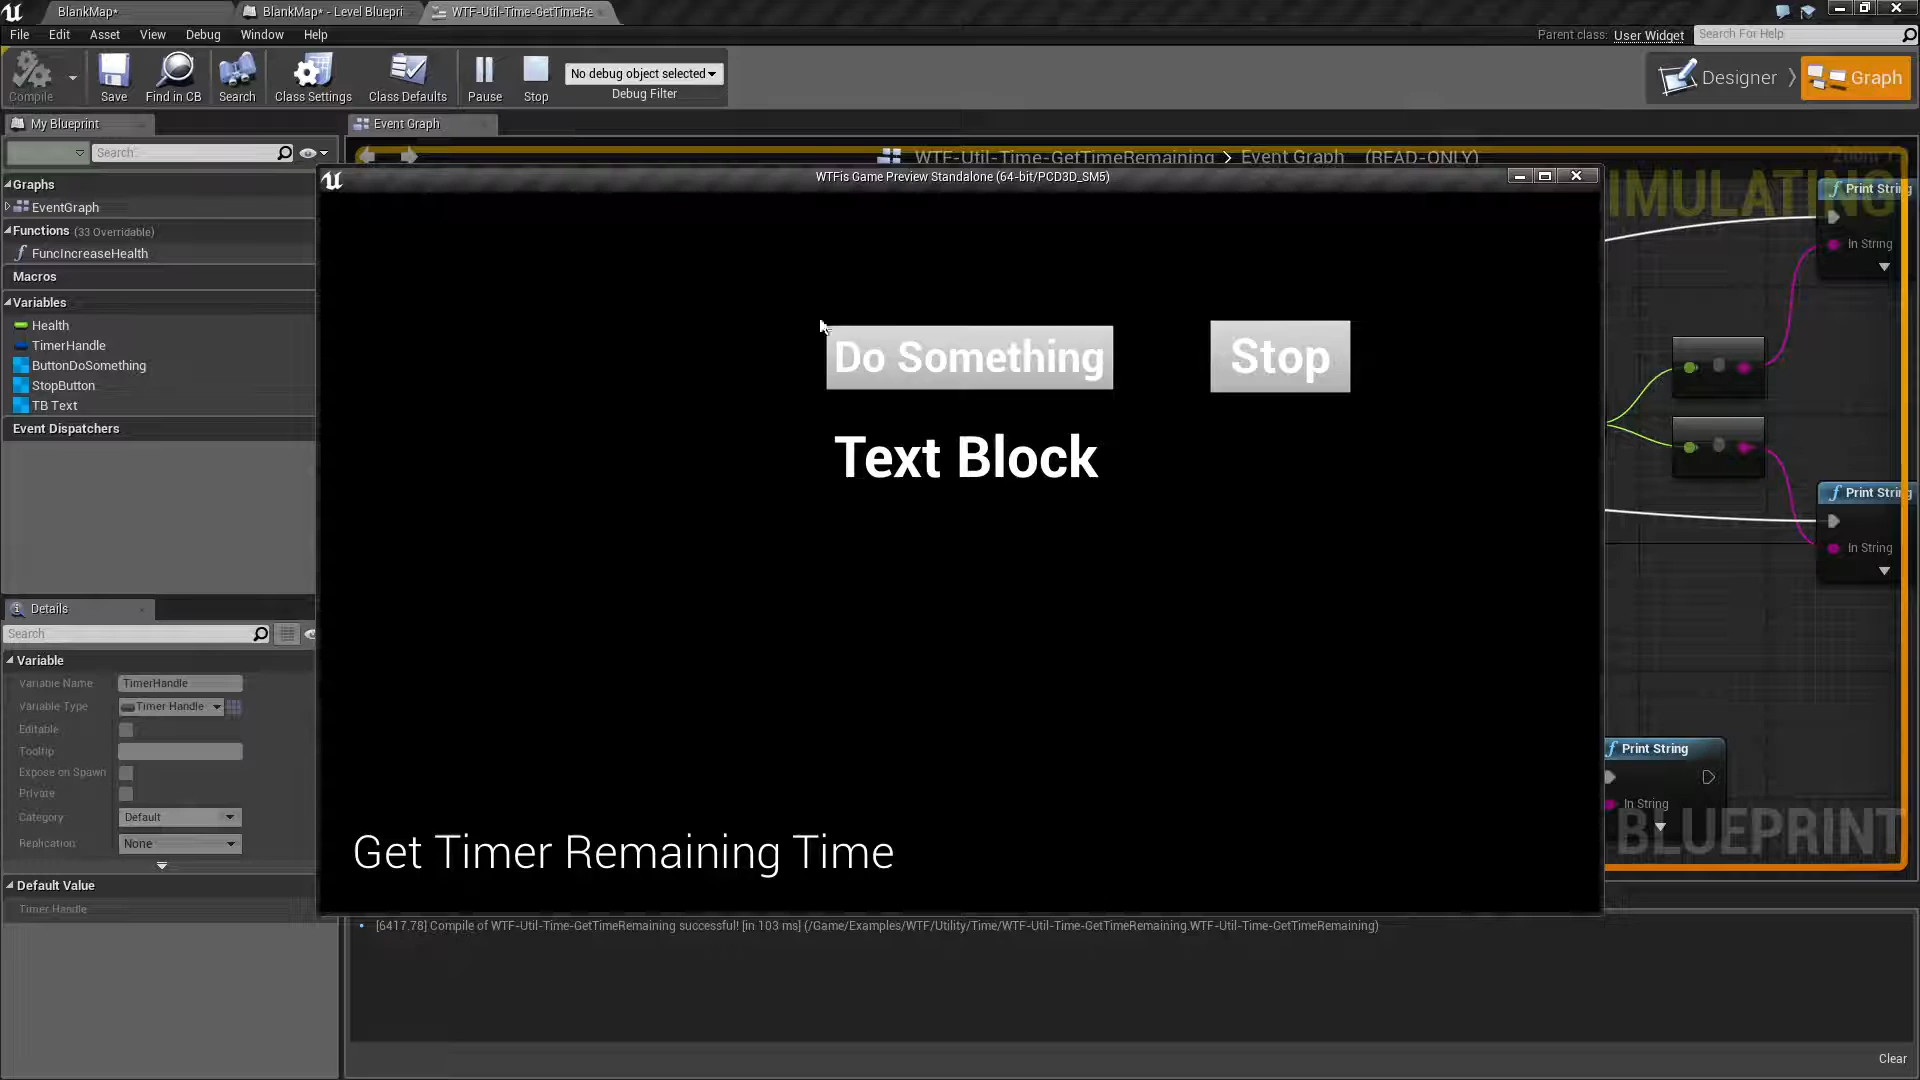 BlankMap*
BlankMap* - Level Bluepri
WTF-Util-Time-GetTimeRe
File Edit Asset View Debug Window Help
Parent class: User Widget
Search For Help
Compile
Save
Find in CB
Search
Class Settings
Class Defaults
Pause
Stop
No debug object selected
Debug Filter
Designer
Graph
My Blueprint
Event Graph
Search
WTF-Util-Time-GetTimeRemaining > Event Graph (READ-ONLY)
WTFis Game Preview Standalone (64-bit/PCD3D_SM5)
Graphs
EventGraph
Functions (33 Overridable)
FuncIncreaseHealth
Macros
Variables
Health
TimerHandle
ButtonDoSomething
StopButton
TB Text
Event Dispatchers
Do Something
Stop
Text Block
Get Timer Remaining Time
IMULATING
Print String
In String
Print String
In String
Print String
In String
BLUEPRINT
Details
Search
Variable
Variable Name TimerHandle
Variable Type Timer Handle
Editable
Tooltip
Expose on Spawn
Private
Category Default
Replication None
Default Value
Timer Handle
[6417.78] Compile of WTF-Util-Time-GetTimeRemaining successful! [in 103 ms] (/Game/Examples/WTF/Utility/Time/WTF-Util-Time-GetTimeRemaining.WTF-Util-Time-GetTimeRemaining)
Clear